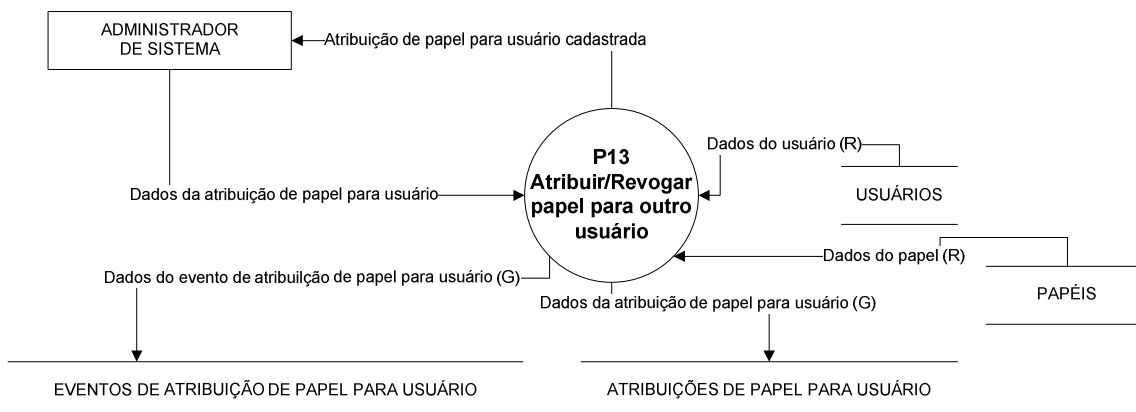 ADMINISTRADOR
DE SISTEMA
Atribuição de papel para usuário cadastrada
P13
Atribuir/Revogar
papel para outro
usuário
Dados do usuário (R)
USUÁRIOS
Dados da atribuição de papel para usuário
Dados do papel (R)
PAPÉIS
Dados do evento de atribuilção de papel para usuário (G)
Dados da atribuição de papel para usuário (G)
EVENTOS DE ATRIBUIÇÃO DE PAPEL PARA USUÁRIO
ATRIBUIÇÕES DE PAPEL PARA USUÁRIO